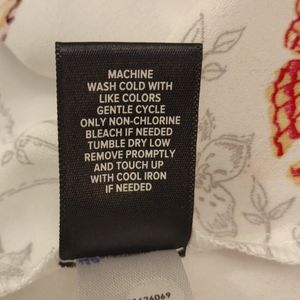 MACHINE
WASH COLD WITH
LIKE COLORS
GENTLE CYCLE
ONLY NON-CHLORINE
BLEACH IF NEEDED
TUMBLE DRY LOW
REMOVE PROMPTLY
AND TOUCH UP
WITH COOL IRON
IF NEEDED